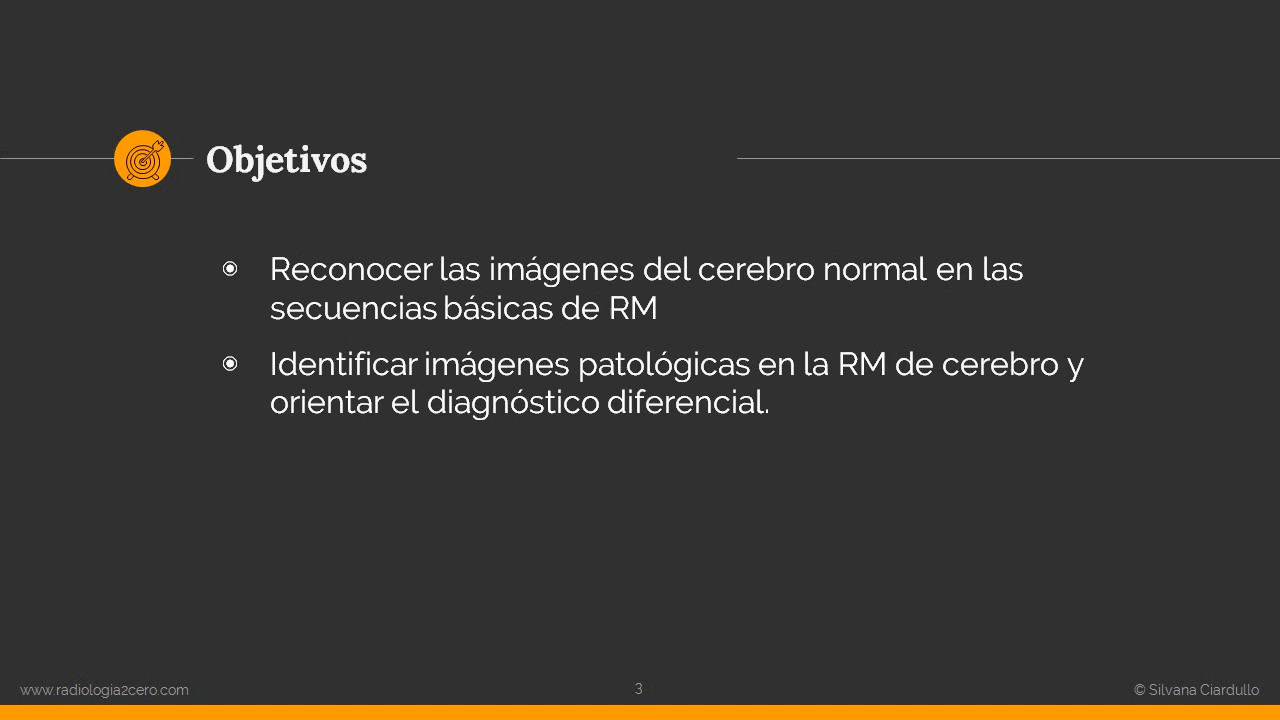 Objetivos
Reconocer las imágenes del cerebro normal en las
secuencias básicas de RM
Identificar imágenes patológicas en la RM de cerebro y
orientar el diagnóstico diferencial.
www.radiologia2cero.com
3
© Silvana Ciardullo